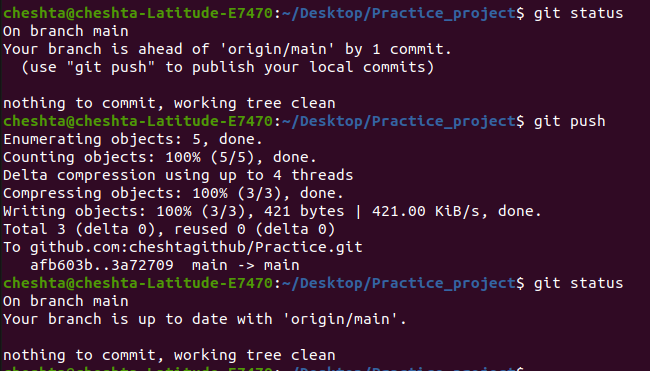 cheshta@cheshta-Latitude-E7470:~/Desktop/Practice_project$ git status
On branch main
Your branch is ahead of 'origin/main' by 1 commit.
  (use "git push" to publish your local commits)

nothing to commit, working tree clean
cheshta@cheshta-Latitude-E7470:~/Desktop/Practice_project$ git push
Enumerating objects: 5, done.
Counting objects: 100% (5/5), done.
Delta compression using up to 4 threads
Compressing objects: 100% (3/3), done.
Writing objects: 100% (3/3), 421 bytes | 421.00 KiB/s, done.
Total 3 (delta 0), reused 0 (delta 0)
To github.com:cheshtagithub/Practice.git
   afb603b..3a72709  main -> main
cheshta@cheshta-Latitude-E7470:~/Desktop/Practice_project$ git status
On branch main
Your branch is up to date with 'origin/main'.

nothing to commit, working tree clean
cheshta@cheshta-Latitude-E7470:~/Desktop/Practice_project$